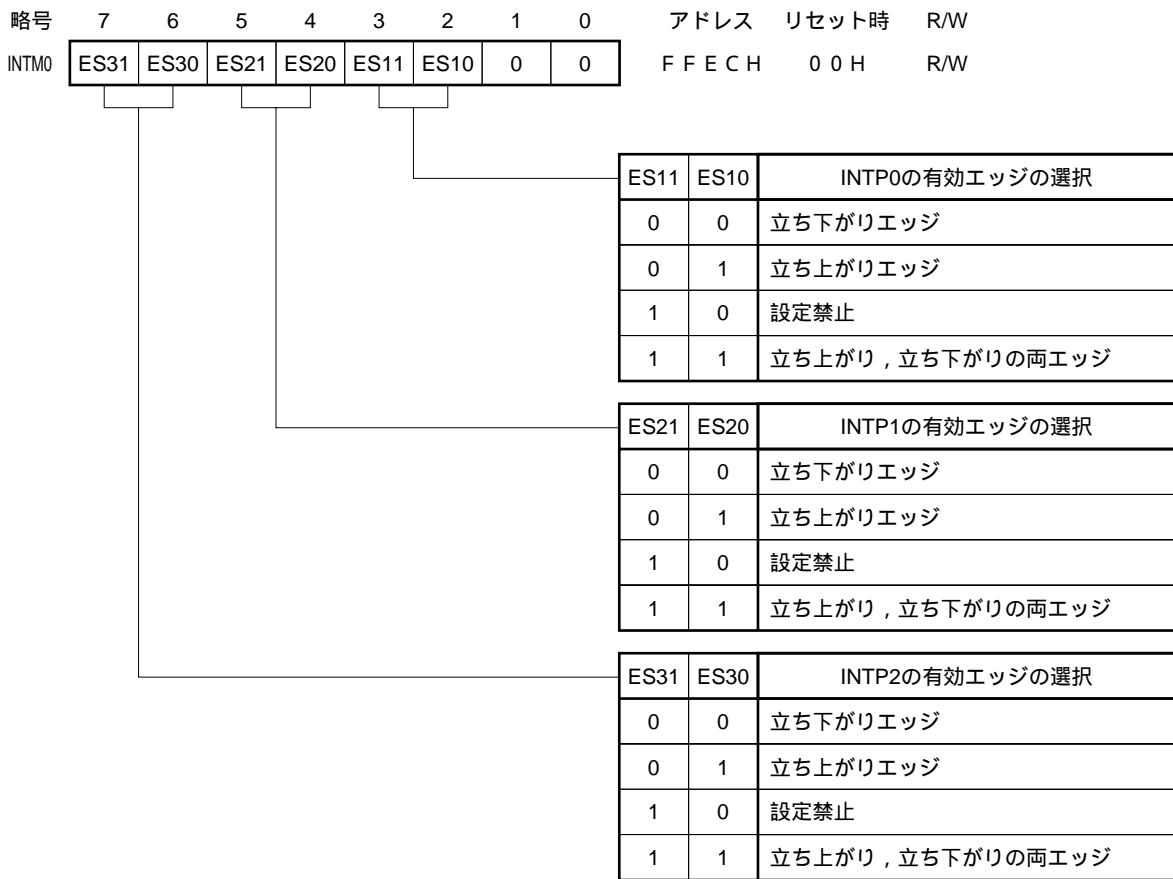 略号 7 6 5 4 3 2 1 0 アドレス リセット時 R/W
INTM0 ES31 ES30 ES21 ES20 ES11 ES10 0 0 ＦＦＥＣＨ ００Ｈ R/W
ES11 ES10 INTP0の有効エッジの選択
0 0 立ち下がりエッジ
0 1 立ち上がりエッジ
1 0 設定禁止
1 1 立ち上がり，立ち下がりの両エッジ
ES21 ES20 INTP1の有効エッジの選択
0 0 立ち下がりエッジ
0 1 立ち上がりエッジ
1 0 設定禁止
1 1 立ち上がり，立ち下がりの両エッジ
ES31 ES30 INTP2の有効エッジの選択
0 0 立ち下がりエッジ
0 1 立ち上がりエッジ
1 0 設定禁止
1 1 立ち上がり，立ち下がりの両エッジ